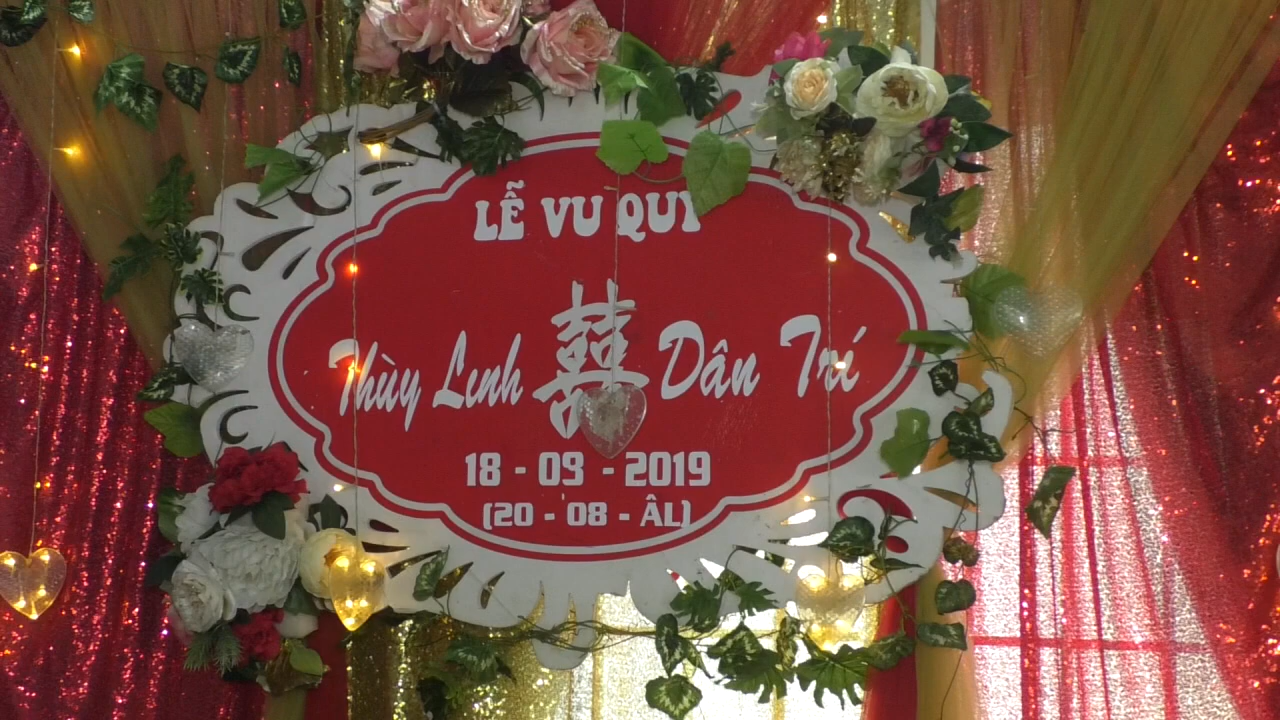 LỄ VU QUY
Thùy Linh 囍 Dân Trí
18 - 09 - 2019
(20 - 08 - ÂL)